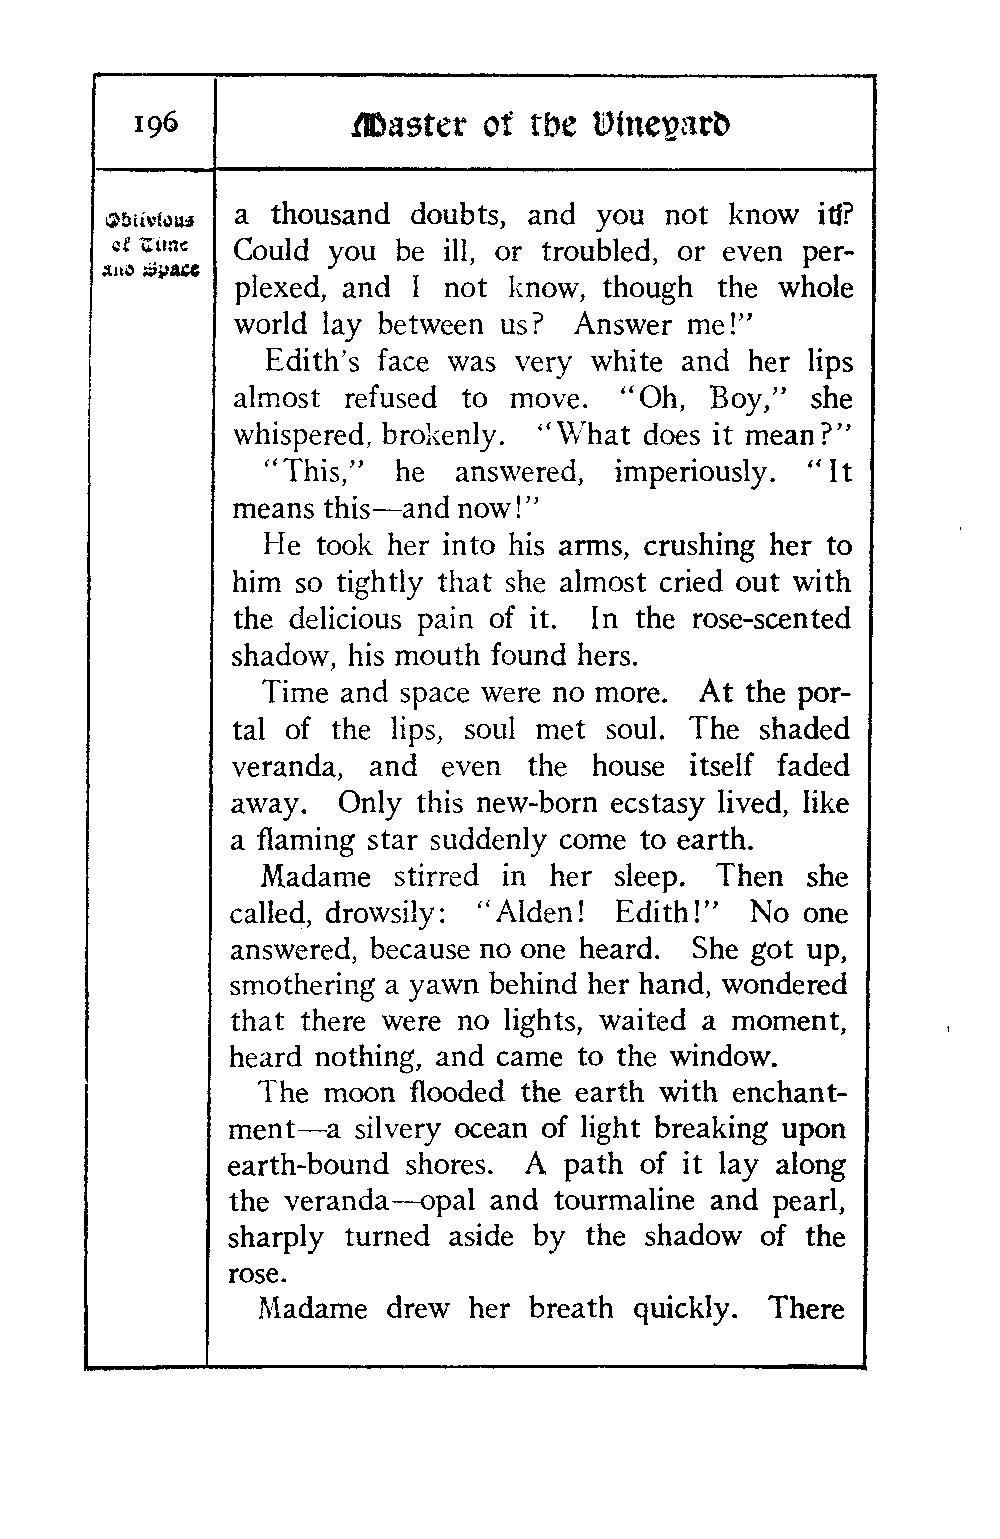 196
Master of the Vineyard
Oblivious
of Time
and Space
a thousand doubts, and you not know it?
Could you be ill, or troubled, or even per-
plexed, and I not know, though the whole
world lay between us? Answer me!"
Edith's face was very white and her lips
almost refused to move. "Oh, Boy," she
whispered, brokenly. "What does it mean?"
"This," he answered, imperiously. "It
means this—and now!"
He took her into his arms, crushing her to
him so tightly that she almost cried out with
the delicious pain of it. In the rose-scented
shadow, his mouth found hers.
Time and space were no more. At the por-
tal of the lips, soul met soul. The shaded
veranda, and even the house itself faded
away. Only this new-born ecstasy lived, like
a flaming star suddenly come to earth.
Madame stirred in her sleep. Then she
called, drowsily: "Alden! Edith!" No one
answered, because no one heard. She got up,
smothering a yawn behind her hand, wondered
that there were no lights, waited a moment,
heard nothing, and came to the window.
The moon flooded the earth with enchant-
ment—a silvery ocean of light breaking upon
earth-bound shores. A path of it lay along
the veranda—opal and tourmaline and pearl,
sharply turned aside by the shadow of the
rose.
Madame drew her breath quickly. There